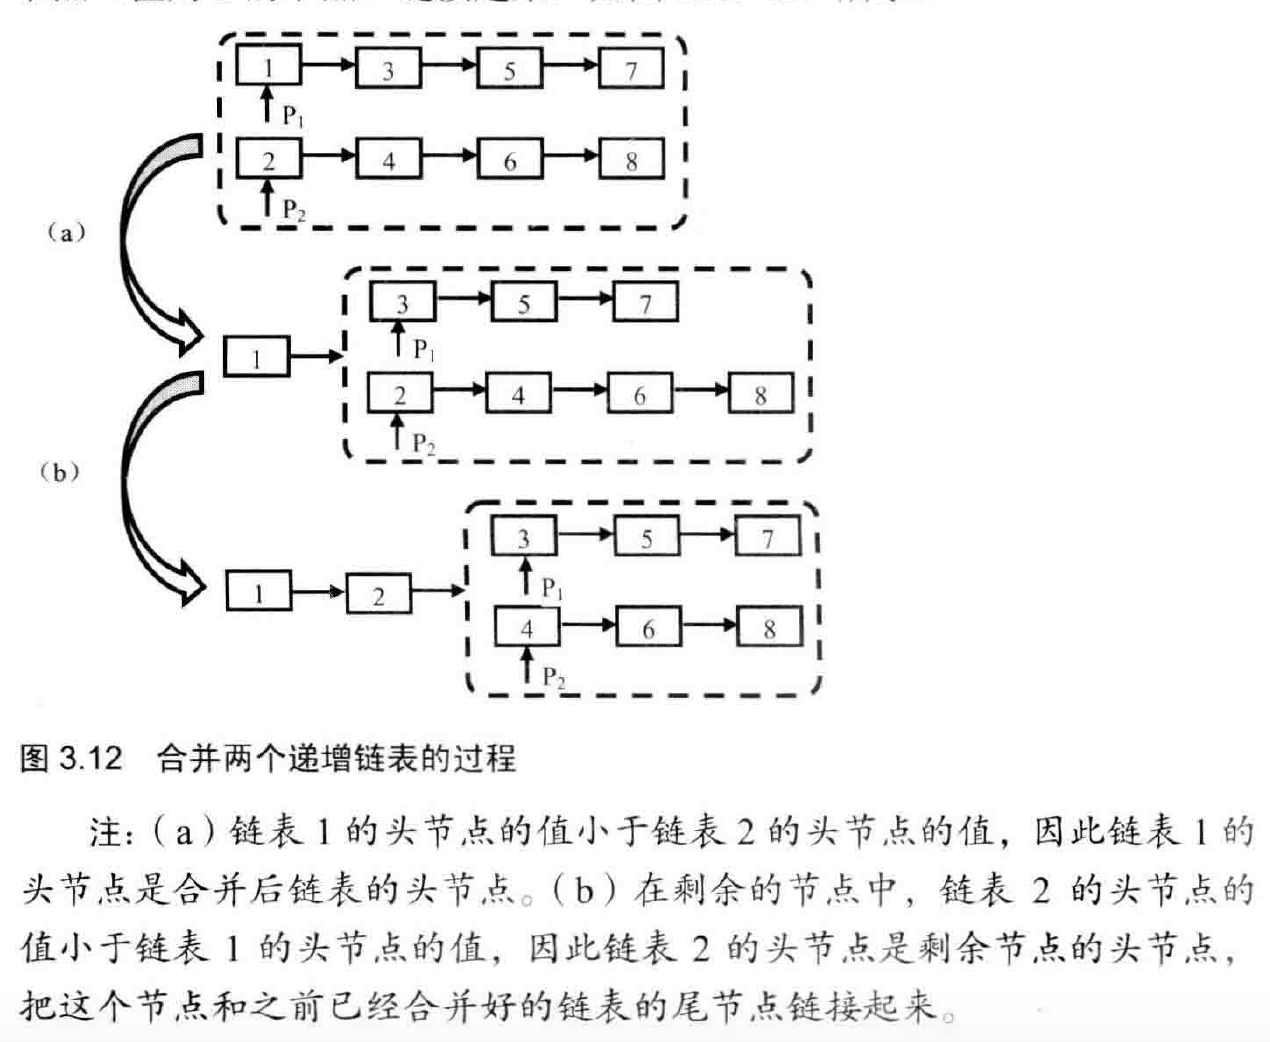 1 3 5 7
P1
2 4 6 8
P2
(a)
3 5 7
1
P1
2 4 6 8
P2
(b)
3 5 7
1 2
P1
4 6 8
P2
图 3.12 合并两个递增链表的过程
注:(a)链表 1 的头节点的值小于链表 2 的头节点的值，因此链表 1 的
头节点是合并后链表的头节点。(b)在剩余的节点中，链表 2 的头节点的
值小于链表 1 的头节点的值，因此链表 2 的头节点是剩余节点的头节点，
把这个节点和之前已经合并好的链表的尾节点链接起来。